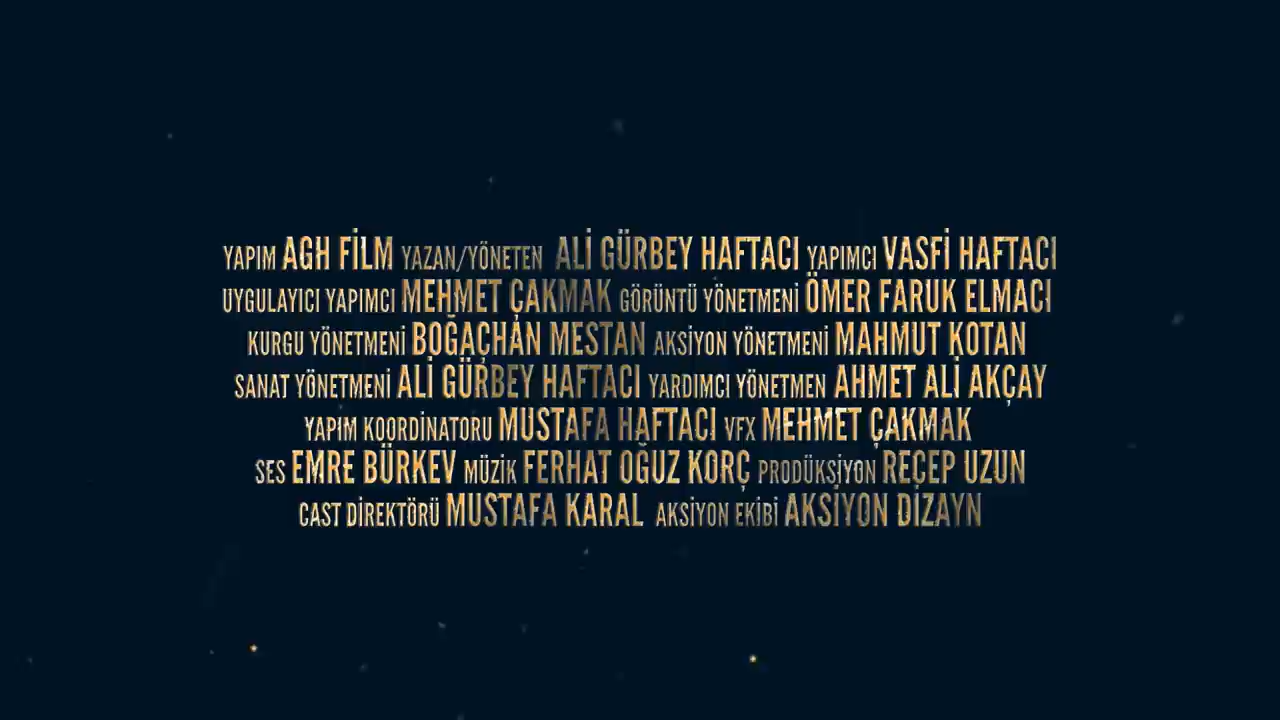 YAPIM AGH FİLM YAZAN/YÖNETEN ALİ GÜRBEY HAFTACI YAPIMCI VASFİ HAFTACI
UYGULAYICI YAPIMCI MEHMET ÇAKMAK GÖRÜNTÜ YÖNETMENİ ÖMER FARUK ELMACI
KURGU YÖNETMENİ BOĞAÇHAN MESTAN AKSİYON YÖNETMENİ MAHMUT KOTAN
SANAT YÖNETMENİ ALİ GÜRBEY HAFTACI YARDIMCI YÖNETMEN AHMET ALİ AKÇAY
YAPIM KOORDİNATORU MUSTAFA HAFTACI VFX MEHMET ÇAKMAK
SES EMRE BÜRKEV MÜZİK FERHAT OĞUZ KORÇ PRODÜKSİYON RECEP UZUN
CAST DİREKTÖRÜ MUSTAFA KARAL AKSİYON EKİBİ AKSİYON DİZAYN